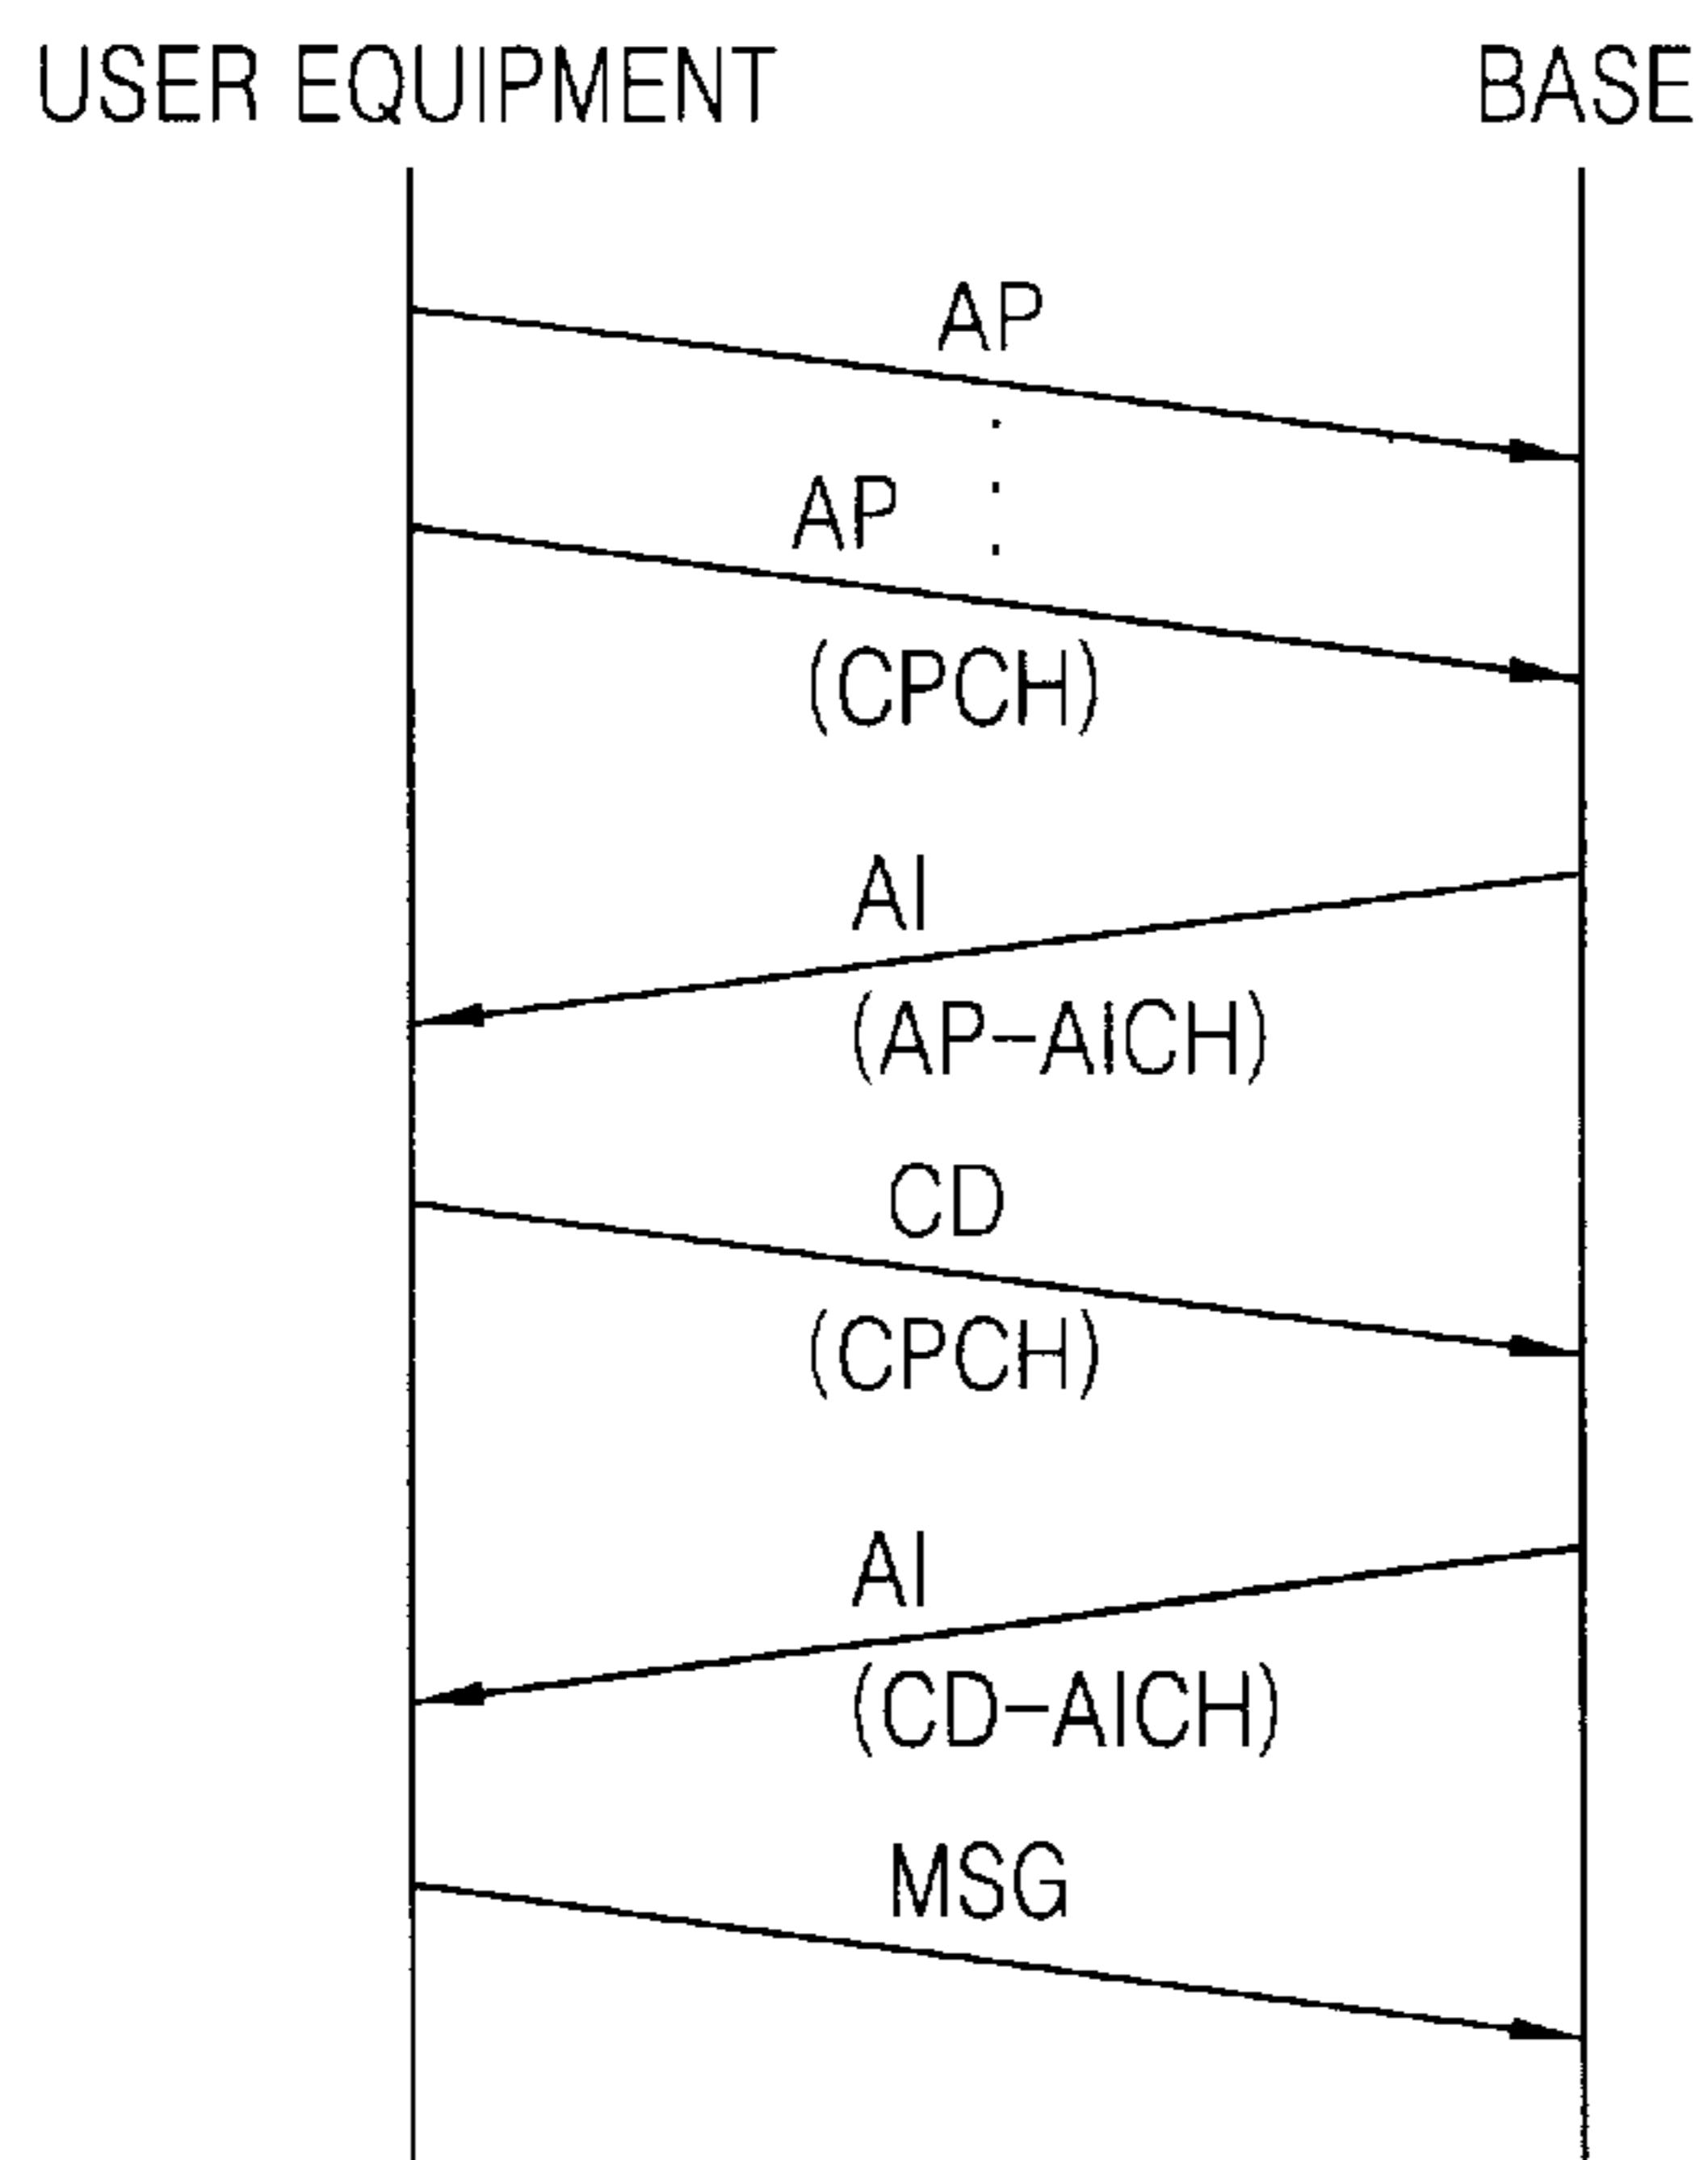 USER EQUIPMENT BASE
AP
AP
(CPCH)
AI
(AP-AICH)
CD
(CPCH)
AI
(CD-AICH)
MSG